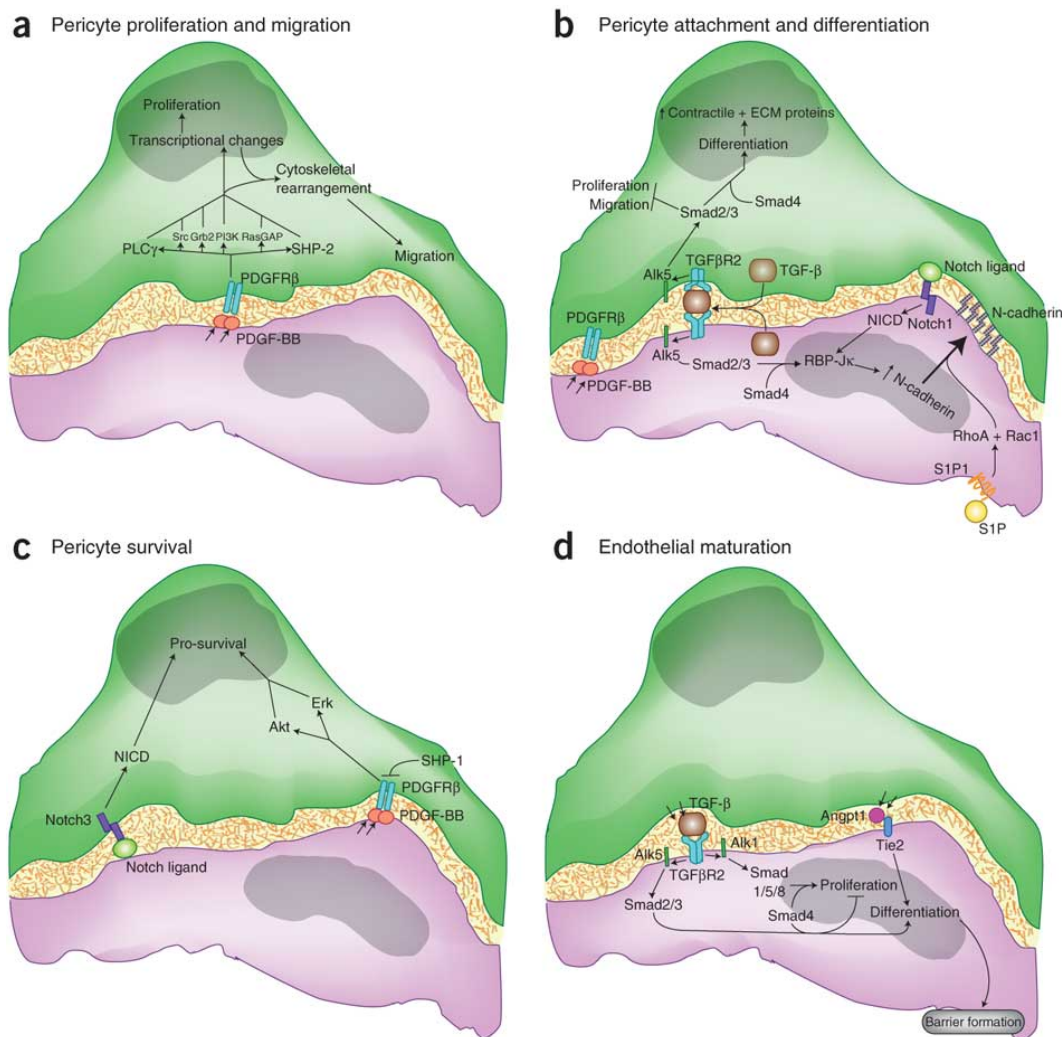 a Pericyte proliferation and migration
Proliferation
Transcriptional changes
Cytoskeletal
rearrangement
Src Grb2 PI3K RasGAP
PLCγ
SHP-2
Migration
PDGFRβ
PDGF-BB
b Pericyte attachment and differentiation
Contractile + ECM proteins
Differentiation
Proliferation
Migration
Smad2/3
Smad4
Alk5
TGFβR2
TGF-β
Notch ligand
N-cadherin
PDGFRβ
NICD
Notch1
Alk5
Smad2/3
RBP-Jκ
PDGF-BB
Smad4
N-cadherin
RhoA + Rac1
S1P1
S1P
c Pericyte survival
Pro-survival
Erk
Akt
NICD
SHP-1
PDGFRβ
Notch3
PDGF-BB
Notch ligand
d Endothelial maturation
TGF-β
Angpt1
Alk5
Alk1
Tie2
TGFβR2
Smad
1/5/8
Proliferation
Smad2/3
Smad4
Differentiation
Barrier formation